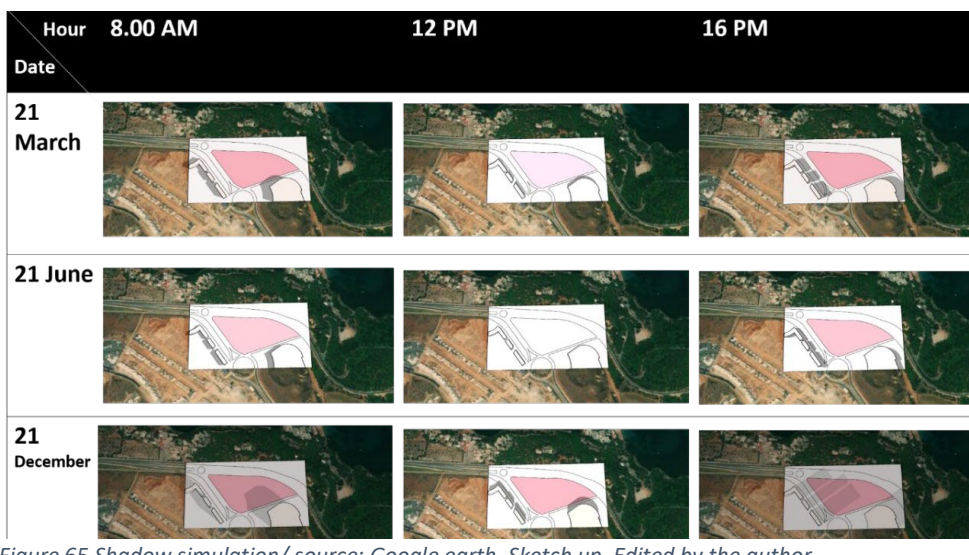 Hour 8.00 AM 12 PM 16 PM
Date
21
March
21 June
21
December
Figure 65 Shadow simulation/ source: Google earth, Sketch up, Edited by the author